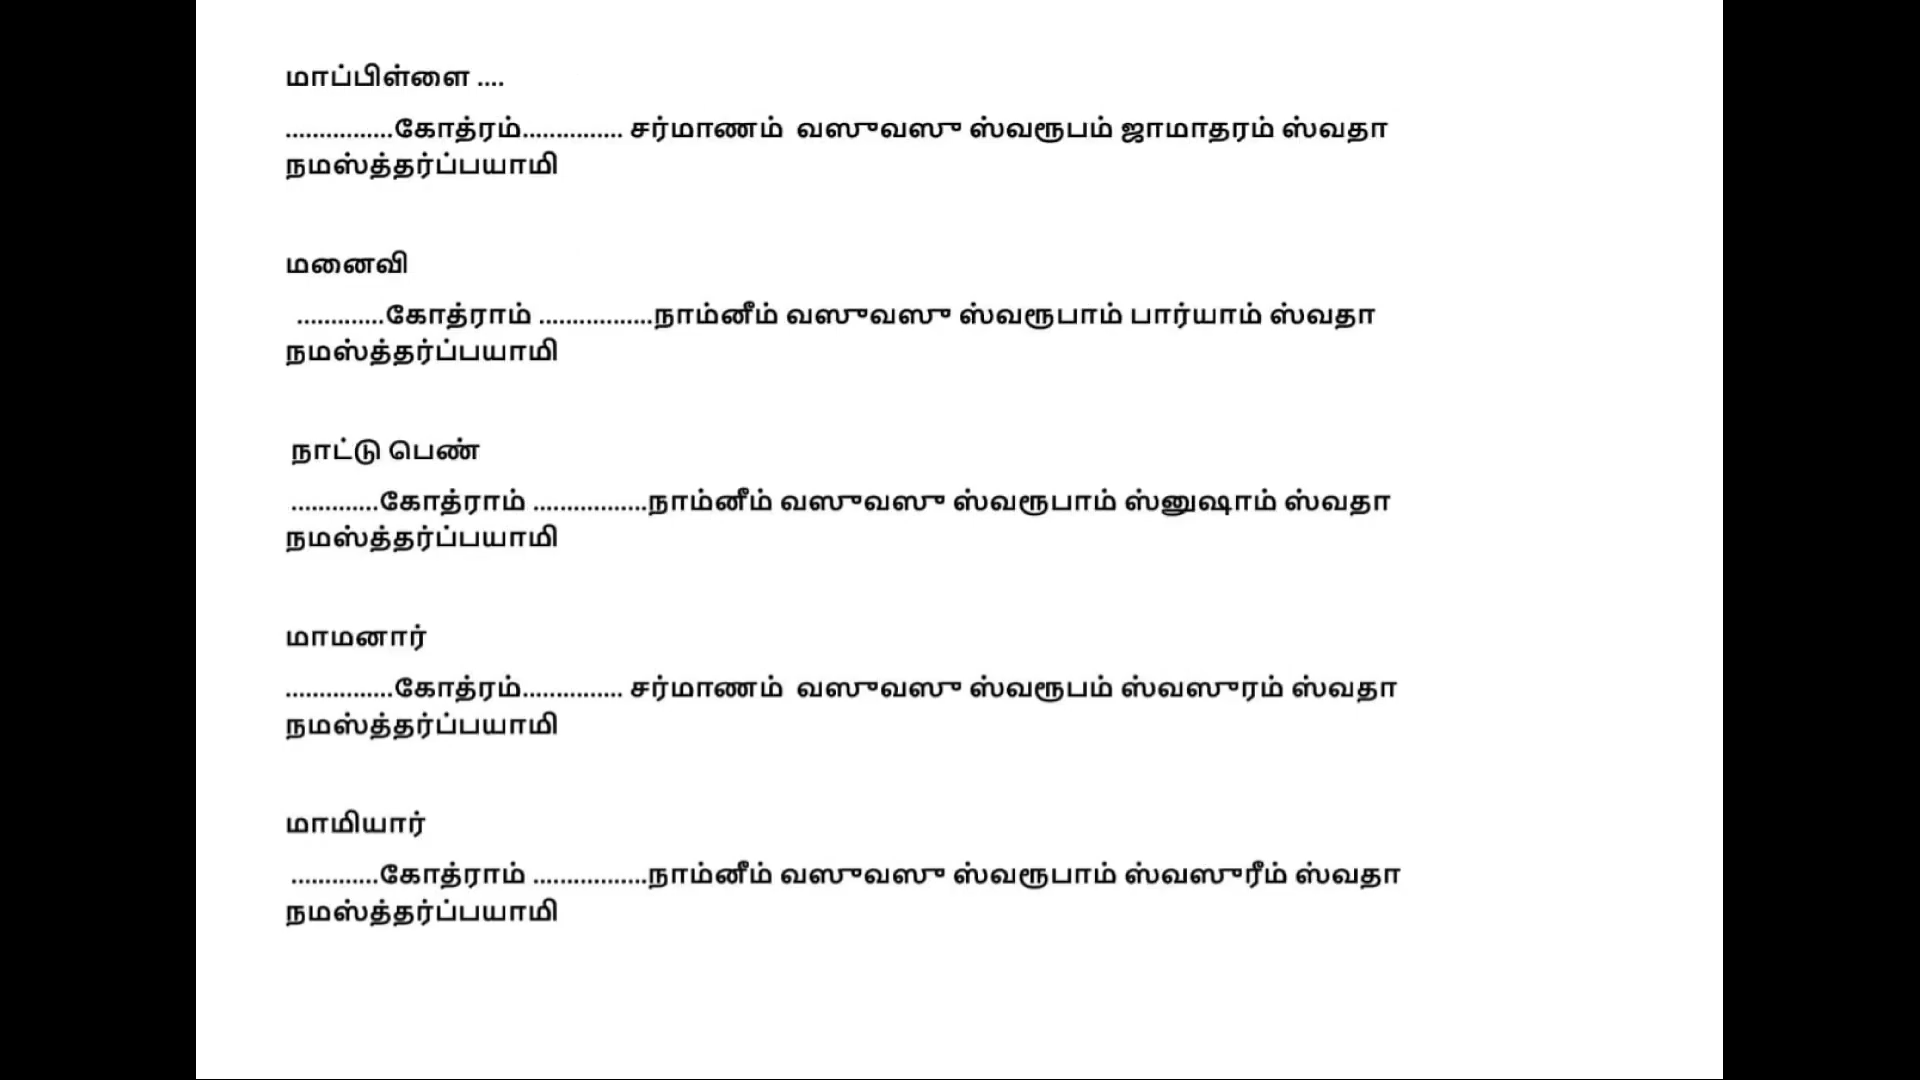 மாப்பிள்ளை ....
................கோத்ரம்............... சர்மாணம் வஸுவஸு ஸ்வரூபம் ஜாமாதரம் ஸ்வதா
நமஸ்த்தர்ப்பயாமி
மனைவி
.............கோத்ராம் .................நாம்னீம் வஸுவஸு ஸ்வரூபாம் பார்யாம் ஸ்வதா
நமஸ்த்தர்ப்பயாமி
நாட்டு பெண்
.............கோத்ராம் .................நாம்னீம் வஸுவஸு ஸ்வரூபாம் ஸ்னுஷாம் ஸ்வதா
நமஸ்த்தர்ப்பயாமி
மாமனார்
................கோத்ரம்............... சர்மாணம் வஸுவஸு ஸ்வரூபம் ஸ்வஸுரம் ஸ்வதா
நமஸ்த்தர்ப்பயாமி
மாமியார்
.............கோத்ராம் .................நாம்னீம் வஸுவஸு ஸ்வரூபாம் ஸ்வஸுரீம் ஸ்வதா
நமஸ்த்தர்ப்பயாமி